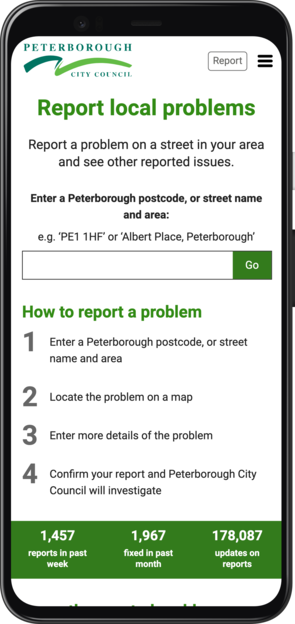 PETERBOROUGH
CITY COUNCIL
Report
Report local problems
Report a problem on a street in your area
and see other reported issues.
Enter a Peterborough postcode, or street name
and area:
e.g. ‘PE1 1HF’ or ‘Albert Place, Peterborough’
Go
How to report a problem
1 Enter a Peterborough postcode, or street
name and area
2 Locate the problem on a map
3 Enter more details of the problem
4 Confirm your report and Peterborough City
Council will investigate
1,457 1,967 178,087
reports in past fixed in past updates on
week month reports